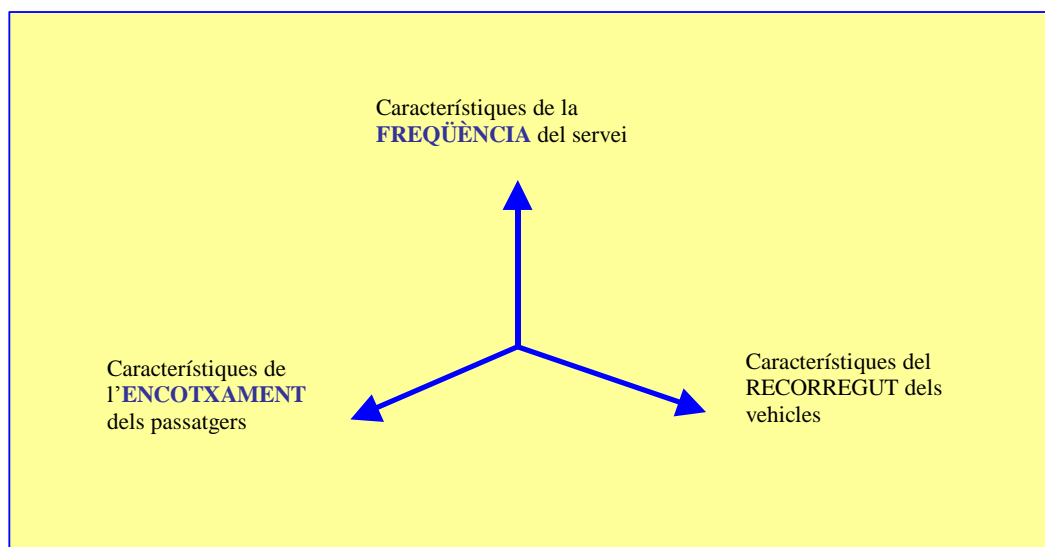 Característiques de la
FREQÜÈNCIA del servei
Característiques de
l’ENCOTXAMENT
dels passatgers
Característiques del
RECORREGUT dels
vehicles